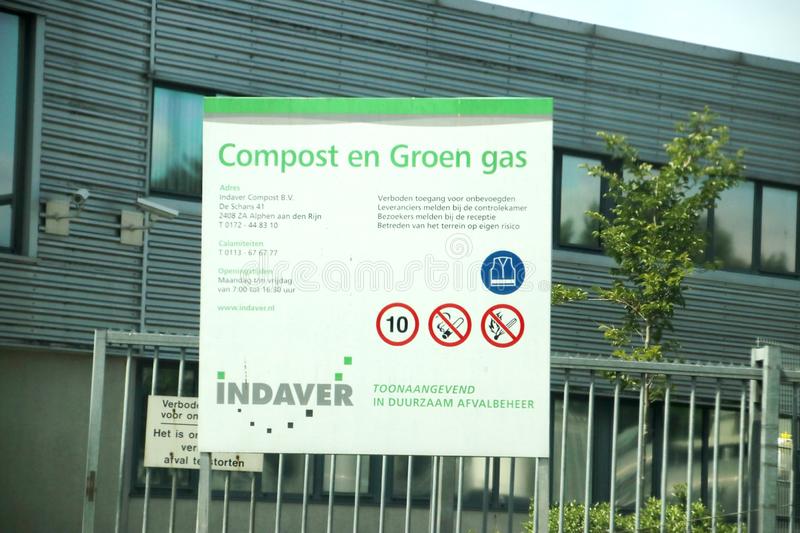 Compost en Groen gas
Adres
Indaver Compost B.V.
De Schans 41
2408 ZA Alphen aan den Rijn
T 0172 - 44 83 10
Calamiteiten
T 0113 - 67 67 77
Openingstijden
Maandag t/m vrijdag
van 7:00 tot 16:30 uur
www.indaver.nl
Verboden toegang voor onbevoegden
Leveranciers melden bij de controlekamer
Bezoekers melden bij de receptie
Betreden van het terrein op eigen risico
10
INDAVER
TOONAANGEVEND
IN DUURZAAM AFVALBEHEER
Verbode
voor on
Het is o
ver
afval te storten
dreamstime